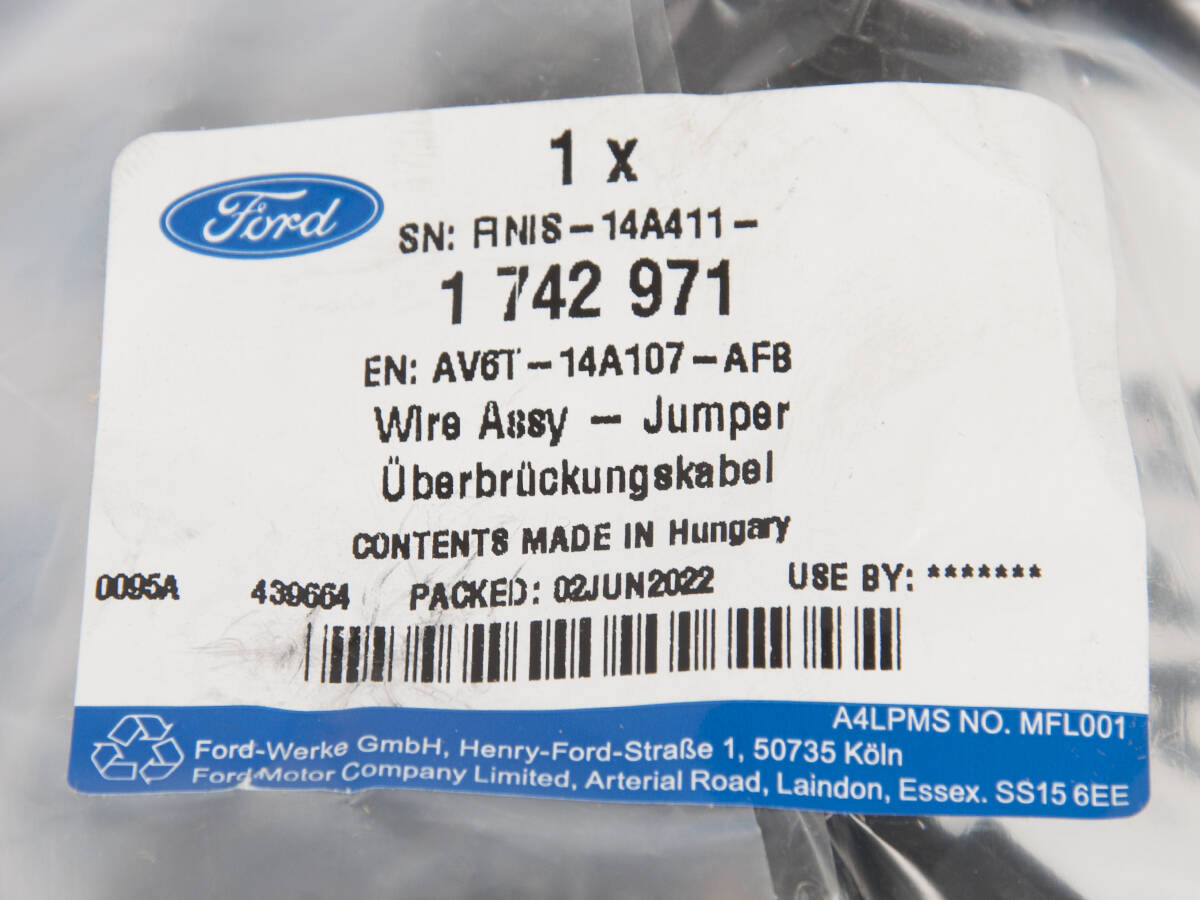 1 x
Ford
SN: FINIS-14A411-
1 742 971
EN: AV6T-14A107-AFB
Wire Assy - Jumper
Überbrückungskabel
CONTENTS MADE IN Hungary
0095A 439664 PACKED: 02JUN2022 USE BY: *******
A4LPMS NO. MFL001
Ford-Werke GmbH, Henry-Ford-Straße 1, 50735 Köln
Ford Motor Company Limited, Arterial Road, Laindon, Essex. SS15 6EE